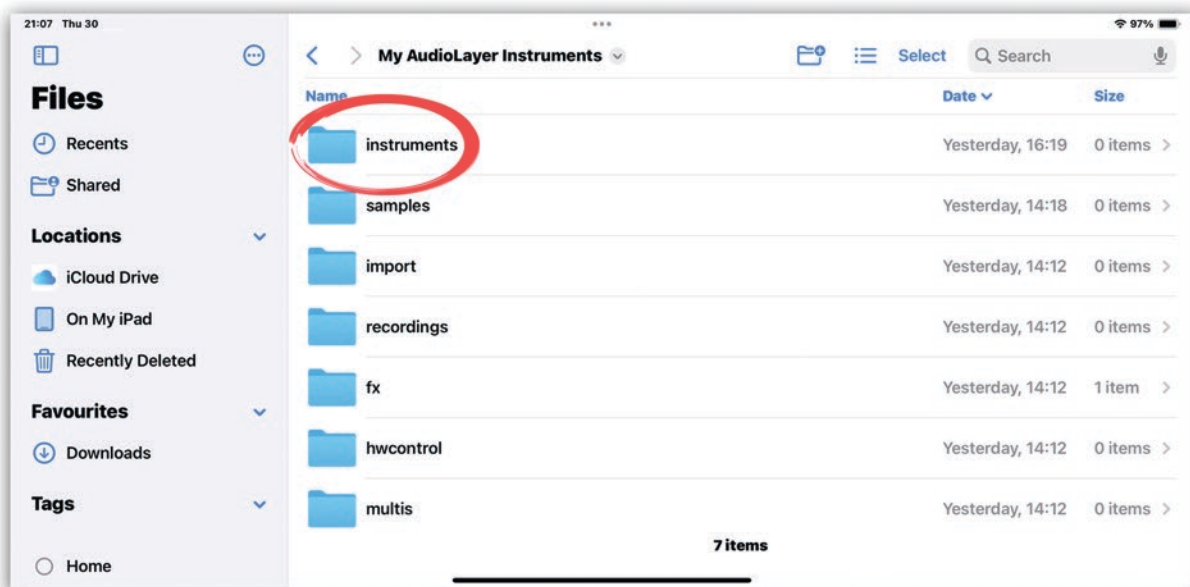 21:07 Thu 30
97%
Files
Recents
Shared
Locations
iCloud Drive
On My iPad
Recently Deleted
Favourites
Downloads
Tags
Home
My AudioLayer Instruments
Select
Search
Name Date Size
instruments Yesterday, 16:19 0 items
samples Yesterday, 14:18 0 items
import Yesterday, 14:12 0 items
recordings Yesterday, 14:12 0 items
fx Yesterday, 14:12 1 item
hwcontrol Yesterday, 14:12 0 items
multis Yesterday, 14:12 0 items
7 items